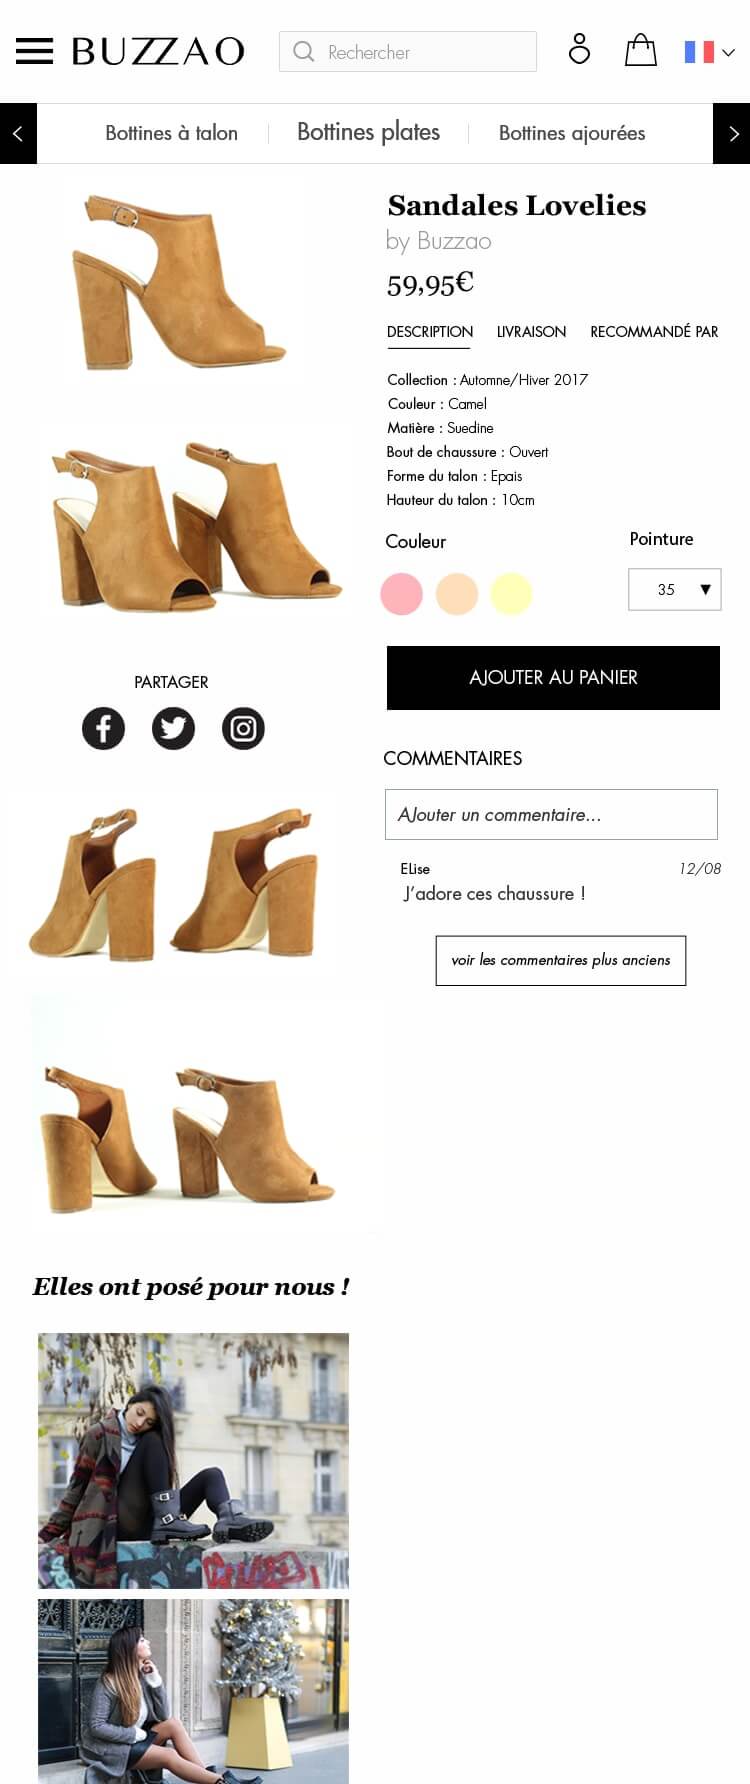 BUZZAO
Rechercher
Bottines à talon
Bottines plates
Bottines ajourées
Sandales Lovelies
by Buzzao
59,95€
DESCRIPTION
LIVRAISON
RECOMMANDÉ PAR
Collection : Automne/Hiver 2017
Couleur : Camel
Matière : Suedine
Bout de chaussure : Ouvert
Forme du talon : Epais
Hauteur du talon : 10cm
Couleur
Pointure
35
AJOUTER AU PANIER
PARTAGER
COMMENTAIRES
AJouter un commentaire...
ELise
12/08
J’adore ces chaussure !
voir les commentaires plus anciens
Elles ont posé pour nous !